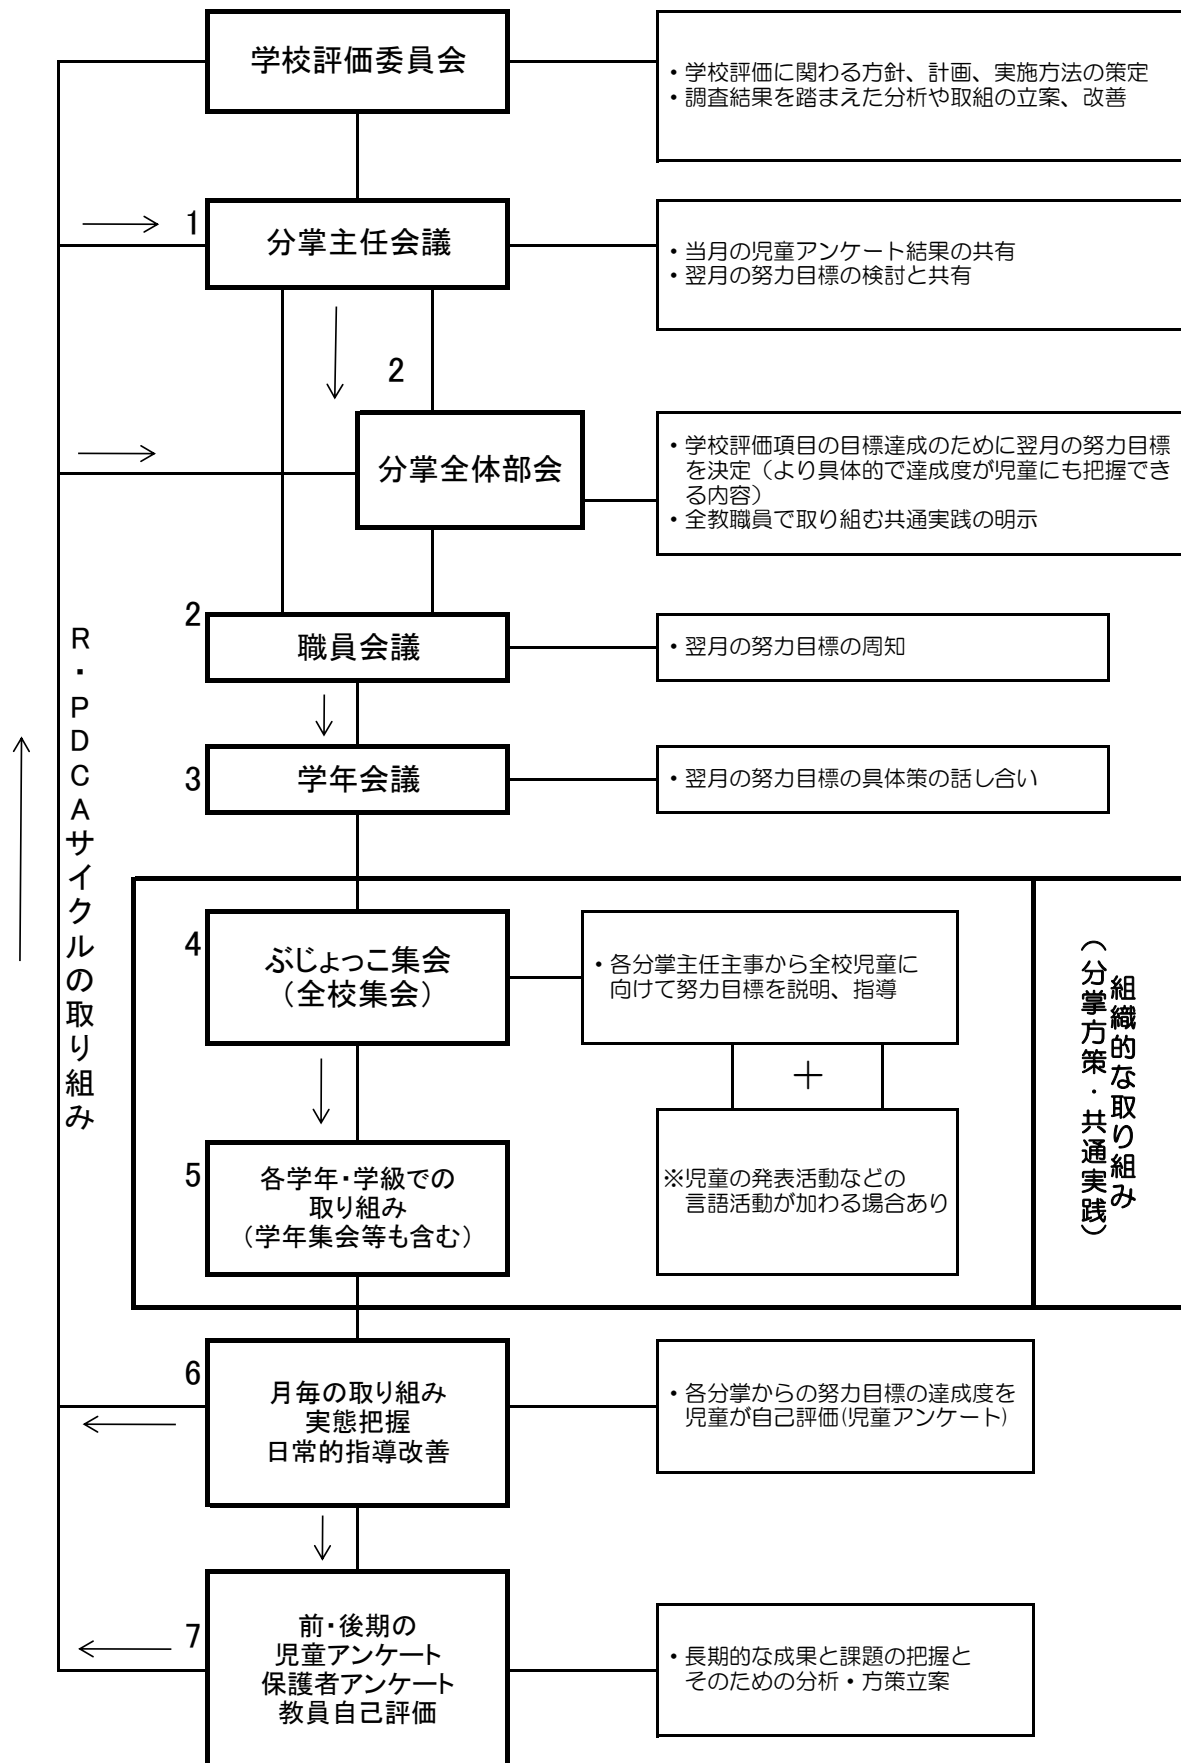 学校評価委員会
・学校評価に関わる方針、計画、実施方法の策定
・調査結果を踏まえた分析や取組の立案、改善
1
分掌主任会議
・当月の児童アンケート結果の共有
・翌月の努力目標の検討と共有
2
分掌全体部会
・学校評価項目の目標達成のために翌月の努力目標
を決定（より具体的で達成度が児童にも把握でき
る内容）
・全教職員で取り組む共通実践の明示
2
職員会議
・翌月の努力目標の周知
R・PDCAサイクルの取り組み
3
学年会議
・翌月の努力目標の具体策の話し合い
4
ぶじょっこ集会
（全校集会）
・各分掌主任主事から全校児童に
向けて努力目標を説明、指導
＋
※児童の発表活動などの
言語活動が加わる場合あり
組織的な取り組み
（分掌方策・共通実践）
5
各学年・学級での
取り組み
（学年集会等も含む）
6
月毎の取り組み
実態把握
日常的指導改善
・各分掌からの努力目標の達成度を
児童が自己評価(児童アンケート)
7
前・後期の
児童アンケート
保護者アンケート
教員自己評価
・長期的な成果と課題の把握と
そのための分析・方策立案